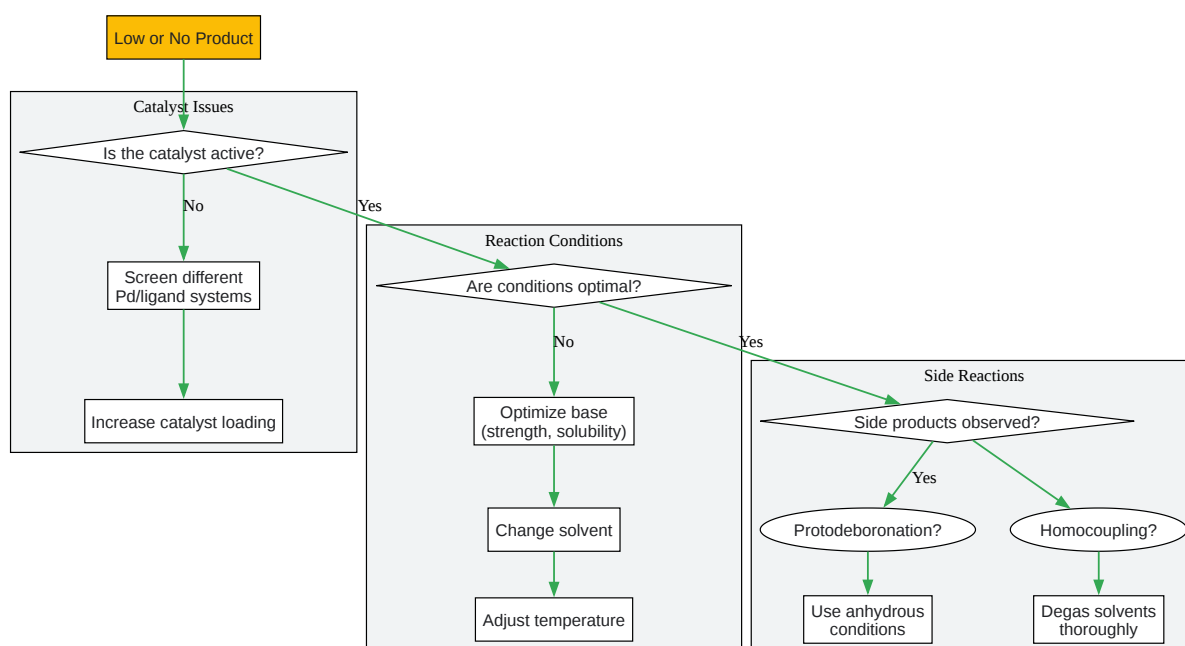 Low or No Product
Catalyst Issues
Is the catalyst active?
No
Yes
Screen different
Pd/ligand systems
Increase catalyst loading
Reaction Conditions
Are conditions optimal?
No
Yes
Optimize base
(strength, solubility)
Change solvent
Adjust temperature
Side Reactions
Side products observed?
Yes
Protodeboronation?
Homocoupling?
Use anhydrous
conditions
Degas solvents
thoroughly